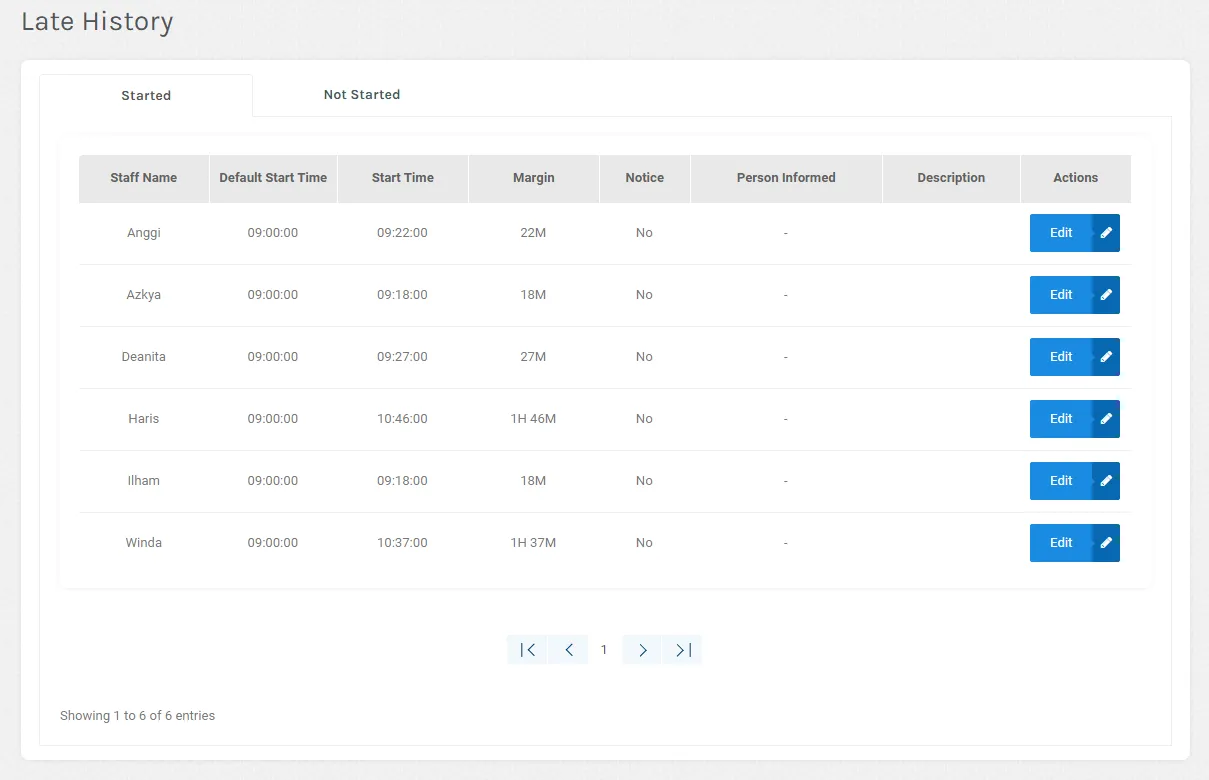 Late History
Started Not Started
Staff Name Default Start Time Start Time Margin Notice Person Informed Description Actions
Anggi 09:00:00 09:22:00 22M No - Edit
Azkya 09:00:00 09:18:00 18M No - Edit
Deanita 09:00:00 09:27:00 27M No - Edit
Haris 09:00:00 10:46:00 1H 46M No - Edit
Ilham 09:00:00 09:18:00 18M No - Edit
Winda 09:00:00 10:37:00 1H 37M No - Edit
1
Showing 1 to 6 of 6 entries